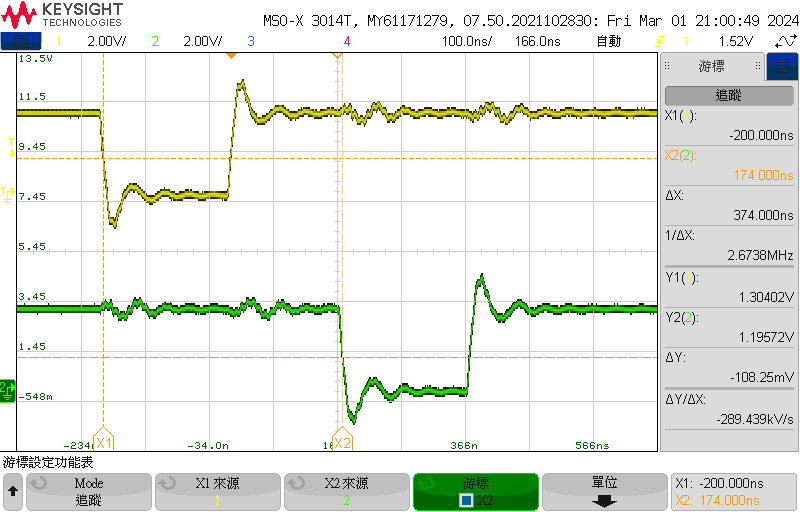 KEYSIGHT
TECHNOLOGIES
MSO-X 3014T, MY61171279, 07.50.2021102830: Fri Mar 01 21:00:49 2024
1 2.00V/ 2 2.00V/ 3 4 100.0ns/ 166.0ns 自動 1 1.52V
13.5V
11.5
9.45
7.45
5.45
3.45
1.45
-548m
-234n -34.0n 16 366n 566ns
X1 X2
T
1
2
游標
追蹤
X1(1):
-200.000ns
X2(2):
174.000ns
ΔX:
374.000ns
1/ΔX:
2.6738MHz
Y1(1):
1.30402V
Y2(2):
1.19572V
ΔY:
-108.25mV
ΔY/ΔX:
-289.439kV/s
游標設定功能表
Mode
追蹤
X1 來源
1
X2 來源
2
游標
X2
單位
X1: -200.000ns
X2: 174.000ns